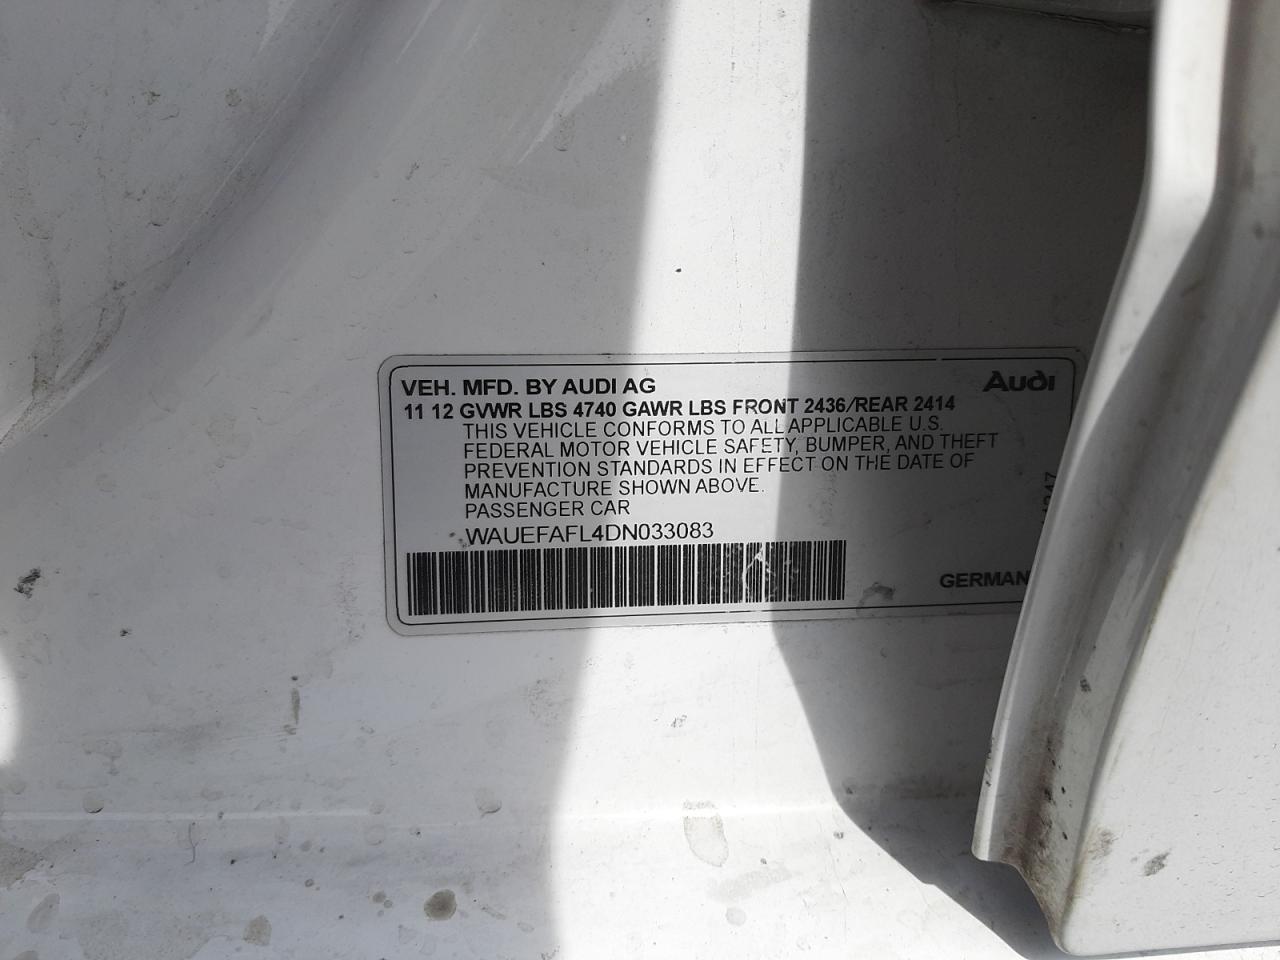 VEH. MFD. BY AUDI AG
Audi
11 12 GVWR LBS 4740 GAWR LBS FRONT 2436/REAR 2414
THIS VEHICLE CONFORMS TO ALL APPLICABLE U.S.
FEDERAL MOTOR VEHICLE SAFETY, BUMPER, AND THEFT
PREVENTION STANDARDS IN EFFECT ON THE DATE OF
MANUFACTURE SHOWN ABOVE.
PASSENGER CAR
WAUEFAFL4DN033083
GERMAN